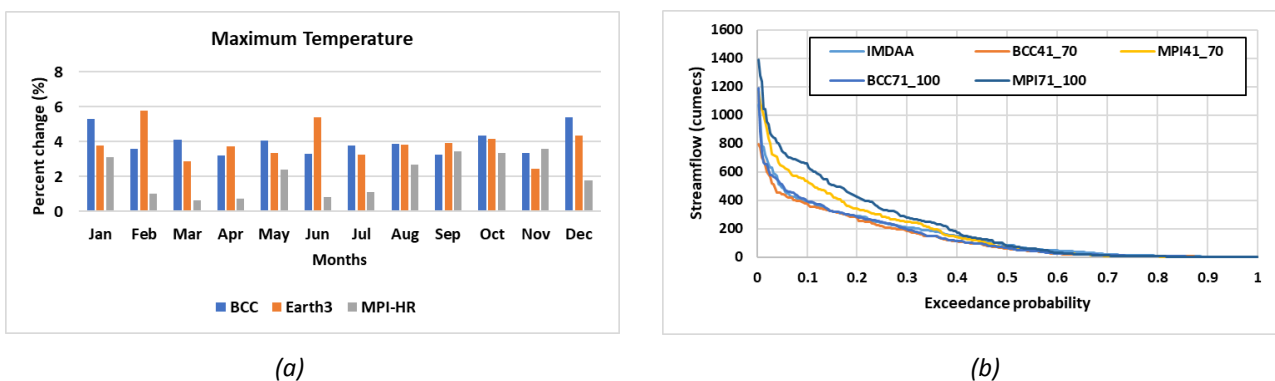 Maximum Temperature
Percent change (%)
8
6
4
2
0
Jan Feb Mar Apr May Jun Jul Aug Sep Oct Nov Dec
Months
BCC Earth3 MPI-HR
(a)
IMDAA BCC41_70 MPI41_70
BCC71_100 MPI71_100
Streamflow (cumecs)
1600
1400
1200
1000
800
600
400
200
0
0 0.1 0.2 0.3 0.4 0.5 0.6 0.7 0.8 0.9 1
Exceedance probability
(b)